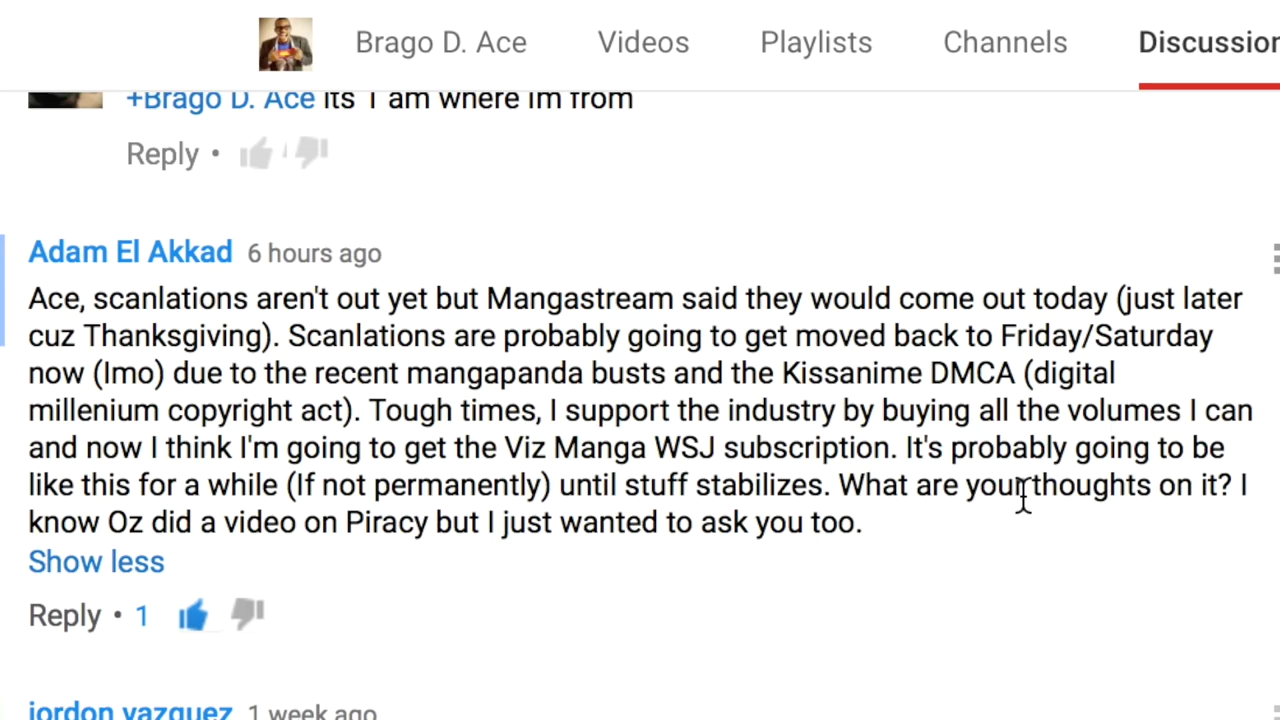 Brago D. Ace Videos Playlists Channels Discussion
+Brago D. Ace its 1 am where im from
Reply •
Adam El Akkad 6 hours ago
Ace, scanlations aren't out yet but Mangastream said they would come out today (just later
cuz Thanksgiving). Scanlations are probably going to get moved back to Friday/Saturday
now (Imo) due to the recent mangapanda busts and the Kissanime DMCA (digital
millenium copyright act). Tough times, I support the industry by buying all the volumes I can
and now I think I'm going to get the Viz Manga WSJ subscription. It's probably going to be
like this for a while (If not permanently) until stuff stabilizes. What are your thoughts on it? I
know Oz did a video on Piracy but I just wanted to ask you too.
Show less
Reply • 1
jordon vazquez 1 week ago